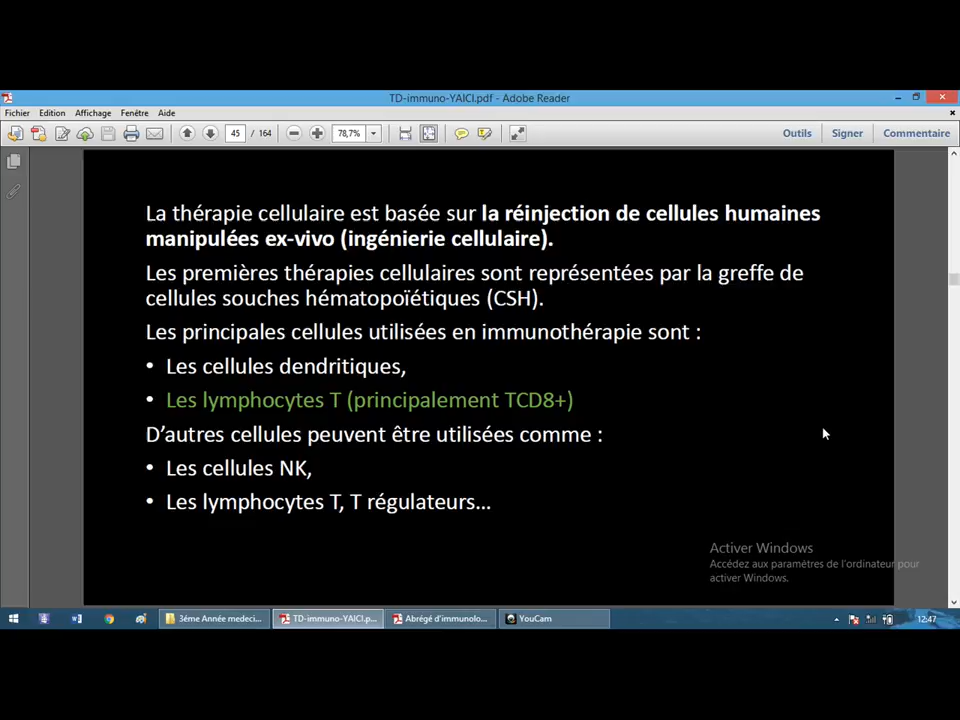 TD-immuno-YAICI.pdf - Adobe Reader
Fichier Edition Affichage Fenêtre Aide
45 / 164 78,7% Outils Signer Commentaire
La thérapie cellulaire est basée sur la réinjection de cellules humaines
manipulées ex-vivo (ingénierie cellulaire).
Les premières thérapies cellulaires sont représentées par la greffe de
cellules souches hématopoïétiques (CSH).
Les principales cellules utilisées en immunothérapie sont :
• Les cellules dendritiques,
• Les lymphocytes T (principalement TCD8+)
D’autres cellules peuvent être utilisées comme :
• Les cellules NK,
• Les lymphocytes T, T régulateurs...
Activer Windows
Accédez aux paramètres de l'ordinateur pour
activer Windows.
3éme Année medeci... TD-immuno-YAICI.p... Abrégé d'immunolo... YouCam 12:47